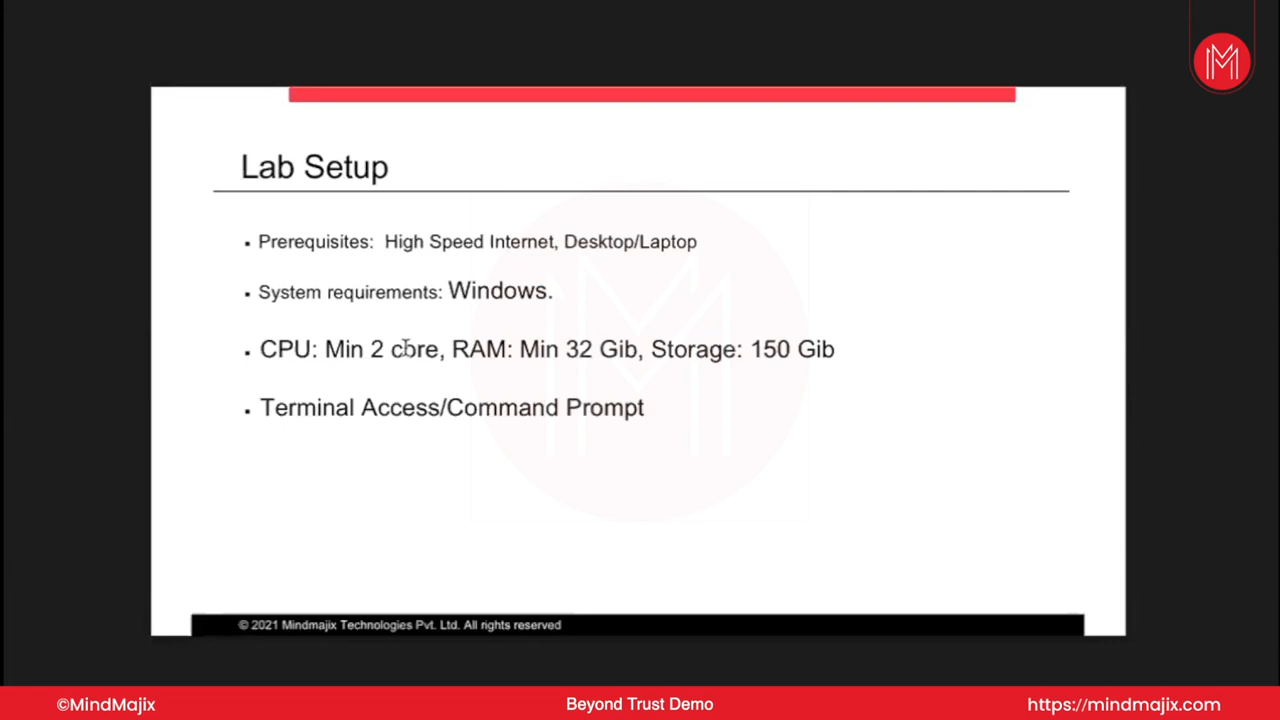 Lab Setup
▪ Prerequisites: High Speed Internet, Desktop/Laptop
▪ System requirements: Windows.
▪ CPU: Min 2 core, RAM: Min 32 Gib, Storage: 150 Gib
▪ Terminal Access/Command Prompt
© 2021 Mindmajix Technologies Pvt. Ltd. All rights reserved
©MindMajix
Beyond Trust Demo
https://mindmajix.com